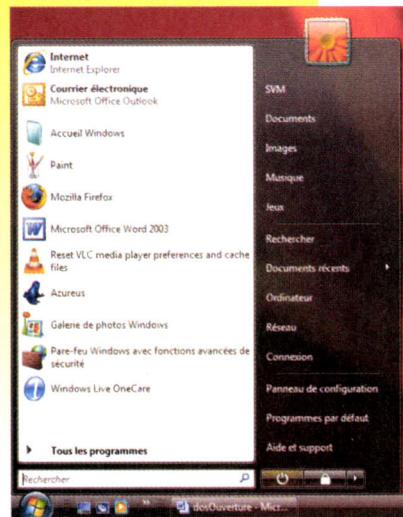 Internet
Internet Explorer
Courrier électronique
Microsoft Office Outlook
Accueil Windows
Paint
Mozilla Firefox
Microsoft Office Word 2003
Reset VLC media player preferences and cache
files
Azureus
Galerie de photos Windows
Pare-feu Windows avec fonctions avancées de
sécurité
Windows Live OneCare
Tous les programmes
Rechercher
SVM
Documents
Images
Musique
Jeux
Rechercher
Documents récents
Ordinateur
Réseau
Connexion
Panneau de configuration
Programmes par défaut
Aide et support
dosOuverture - Micr...